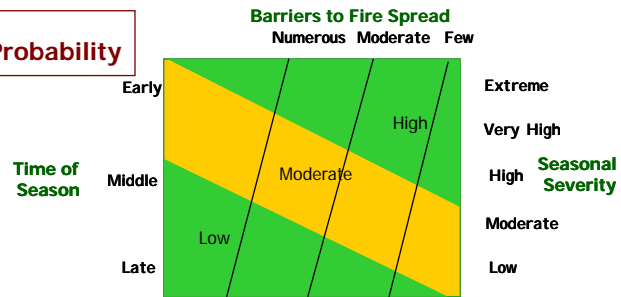 Barriers to Fire Spread
Numerous Moderate Few
Probability
Early
Extreme
High
Very High
Time of
Season
Middle
Moderate
High
Seasonal
Severity
Moderate
Low
Late
Low